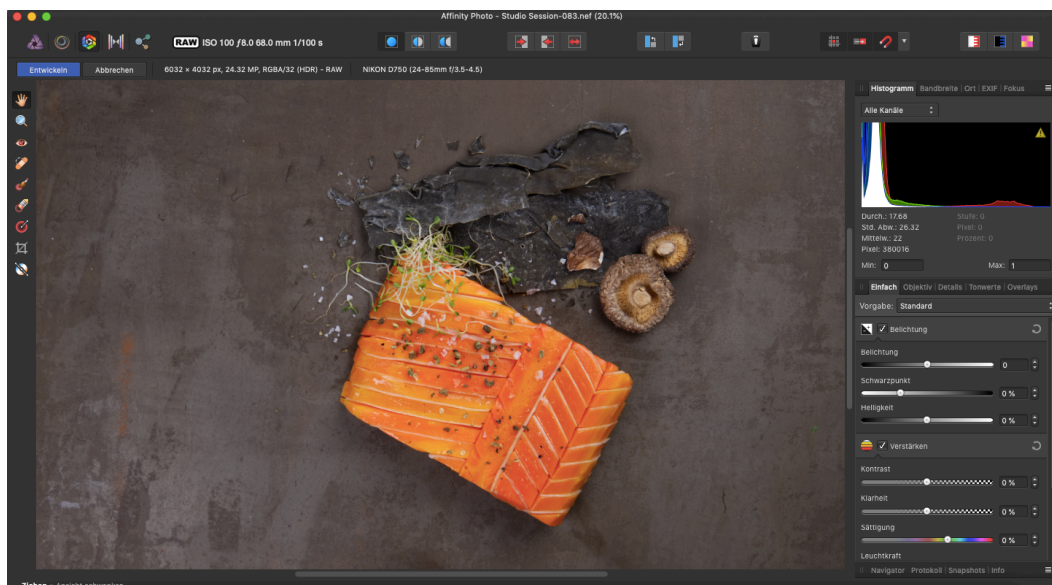 Affinity Photo - Studio Session-083.nef (20.1%)
RAW ISO 100 ƒ/8.0 68.0 mm 1/100 s
Entwickeln Abbrechen 6032 × 4032 px, 24.32 MP, RGBA/32 (HDR) - RAW NIKON D750 (24-85mm f/3.5-4.5)
Histogramm Bandbreite Ort EXIF Fokus
Alle Kanäle
Durch.: 17.68 Stufe: 0
Std. Abw.: 26.32 Pixel: 0
Mittelw.: 22 Prozent: 0
Pixel: 380016
Min: 0 Max: 1
Einfach Objektiv Details Tonwerte Overlays
Vorgabe: Standard
Belichtung
Belichtung
0
Schwarzpunkt
0 %
Helligkeit
0 %
Verstärken
Kontrast
0 %
Klarheit
0 %
Sättigung
0 %
Leuchtkraft
Navigator Protokoll Snapshots Info